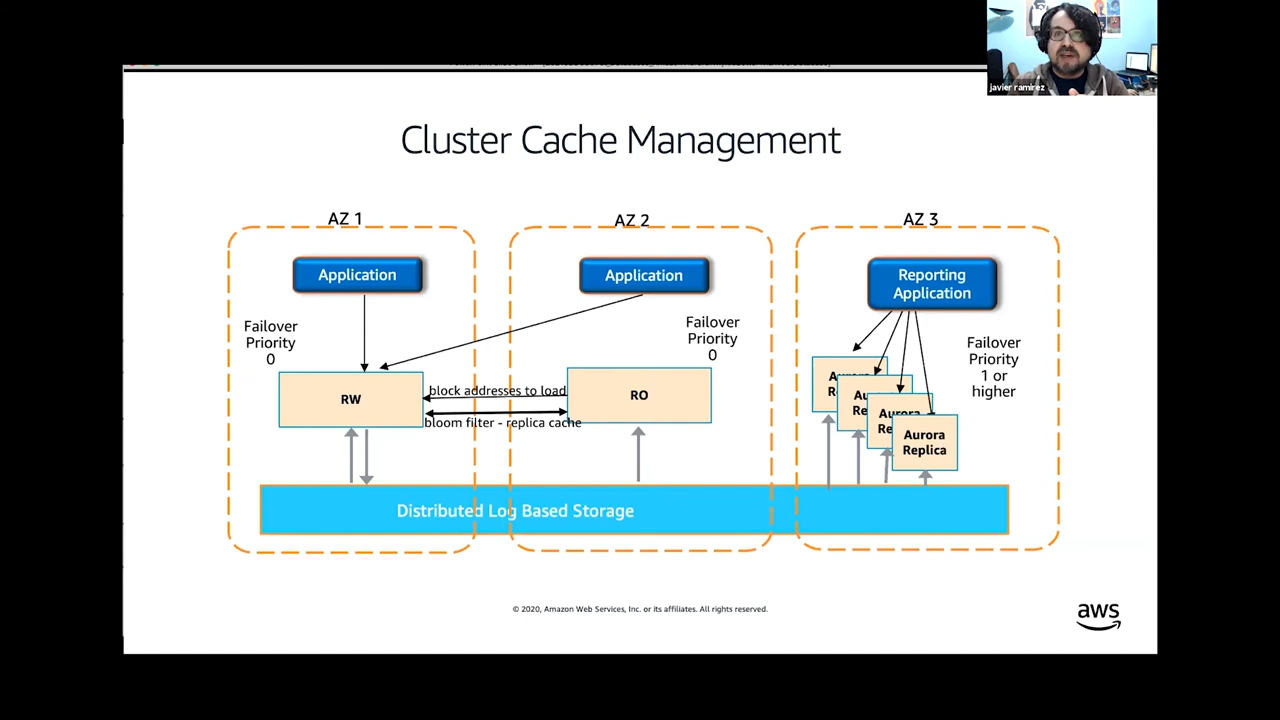 javier ramirez
Cluster Cache Management
AZ 1
AZ 2
AZ 3
Application
Application
Reporting
Application
Failover
Priority
0
Failover
Priority
0
Failover
Priority
1 or
higher
RW
block addresses to load
bloom filter - replica cache
RO
Aurora
Aurora
Replica
Distributed Log Based Storage
© 2020, Amazon Web Services, Inc. or its affiliates. All rights reserved.
aws